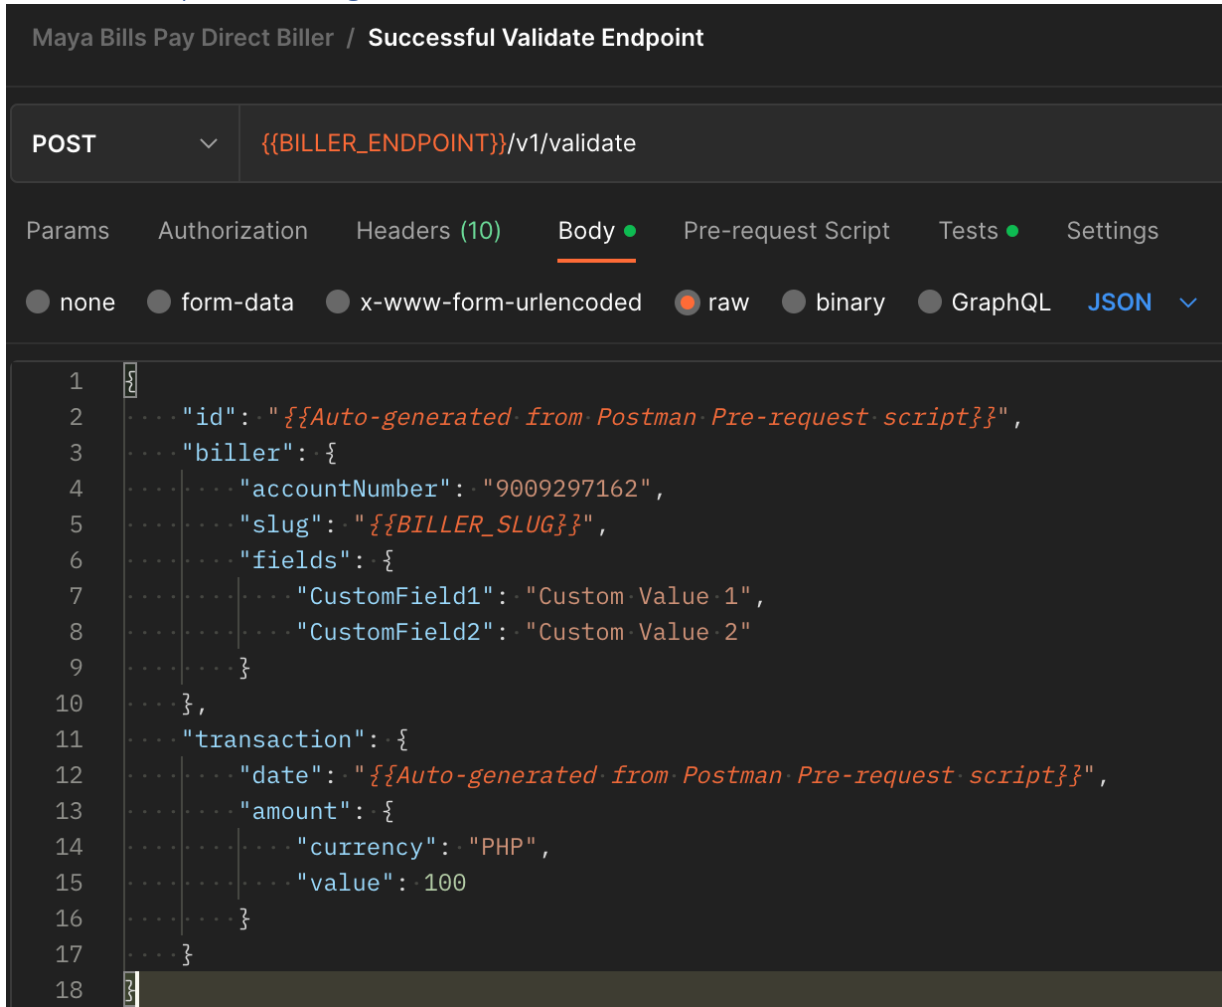 Maya Bills Pay Direct Biller / Successful Validate Endpoint
POST {{BILLER_ENDPOINT}}/v1/validate
Params Authorization Headers (10) Body Pre-request Script Tests Settings
none form-data x-www-form-urlencoded raw binary GraphQL JSON
1 {
2 "id": "{{Auto-generated from Postman Pre-request script}}",
3 "biller": {
4 "accountNumber": "9009297162",
5 "slug": "{{BILLER_SLUG}}",
6 "fields": {
7 "CustomField1": "Custom Value 1",
8 "CustomField2": "Custom Value 2"
9 }
10 },
11 "transaction": {
12 "date": "{{Auto-generated from Postman Pre-request script}}",
13 "amount": {
14 "currency": "PHP",
15 "value": 100
16 }
17 }
18 }